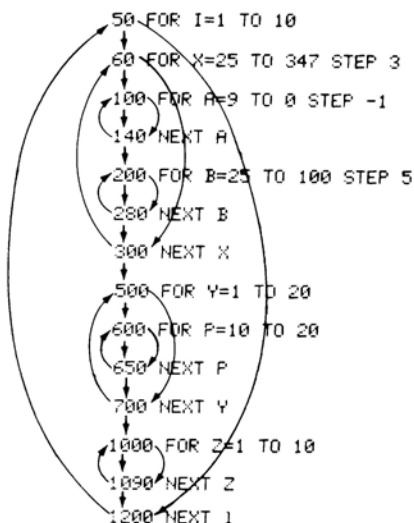 50 FOR I=1 TO 10
60 FOR X=25 TO 347 STEP 3
100 FOR A=9 TO 0 STEP -1
140 NEXT A
200 FOR B=25 TO 100 STEP 5
280 NEXT B
300 NEXT X
500 FOR Y=1 TO 20
600 FOR P=10 TO 20
650 NEXT P
700 NEXT Y
1000 FOR Z=1 TO 10
1090 NEXT Z
1200 NEXT I